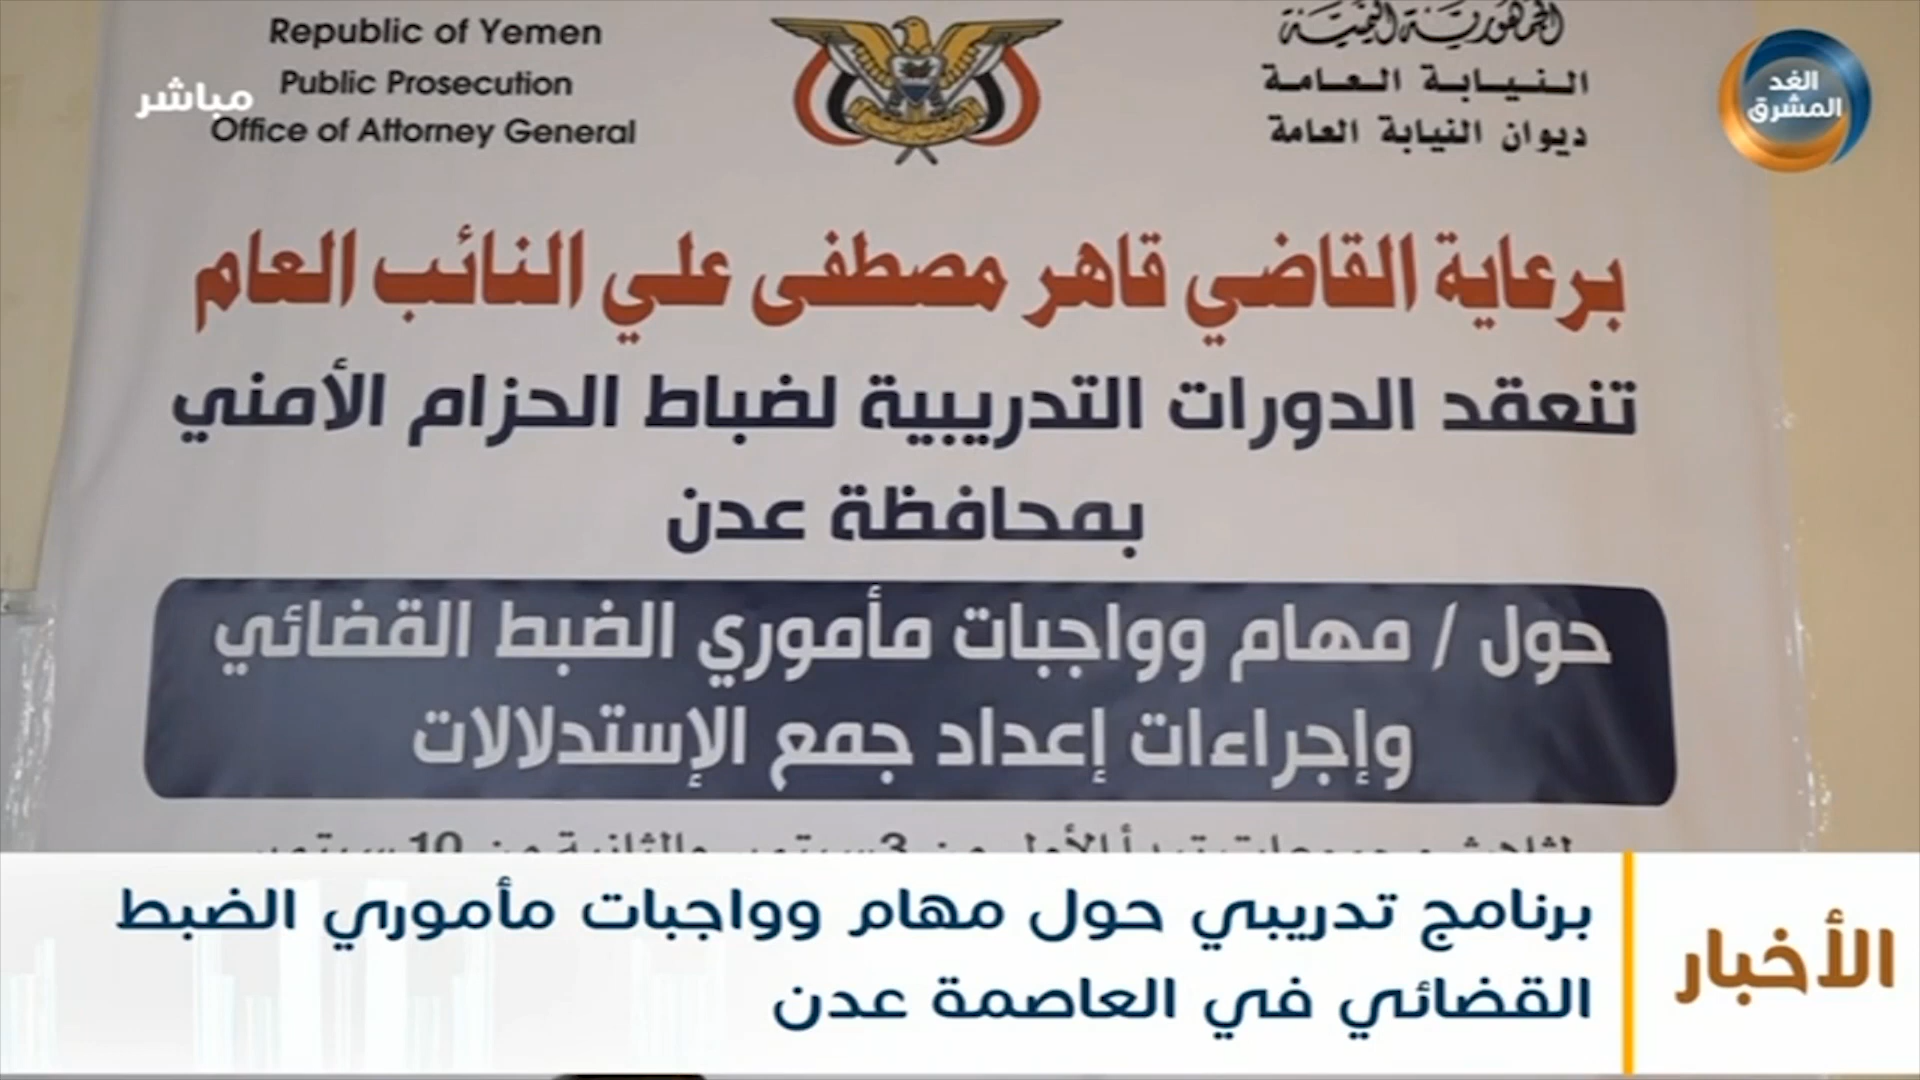 Republic of Yemen
Public Prosecution
Office of Attorney General
الجمهورية اليمنية
النيابة العامة
ديوان النيابة العامة
مباشر
الغد
المشرق
برعاية القاضي قاهر مصطفى علي النائب العام
تنعقد الدورات التدريبية لضباط الحزام الأمني
بمحافظة عدن
حول / مهام وواجبات مأموري الضبط القضائي
وإجراءات إعداد جمع الإستدلالات
الأخبار
برنامج تدريبي حول مهام وواجبات مأموري الضبط
القضائي في العاصمة عدن